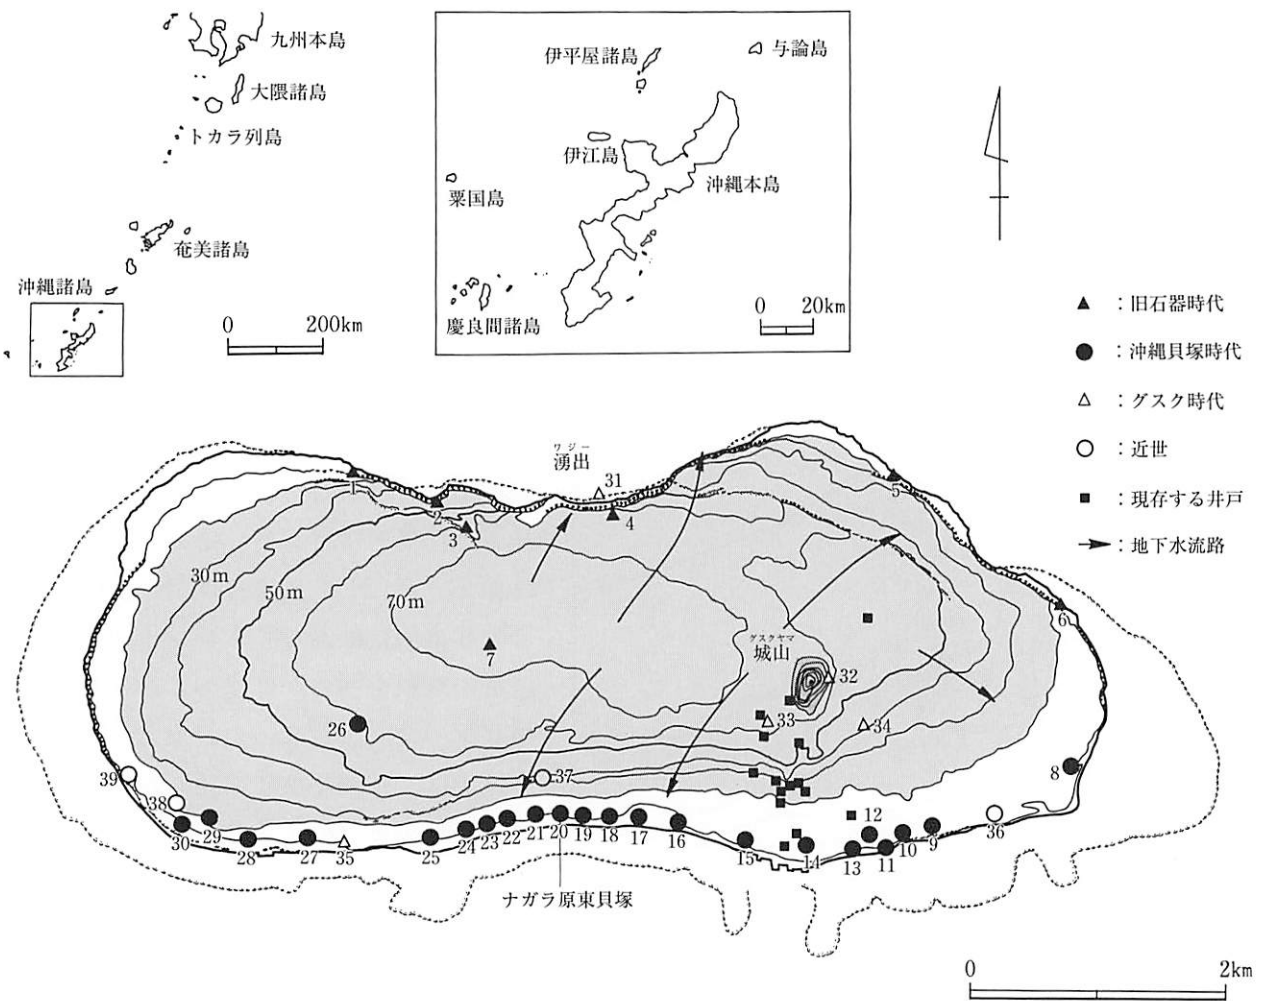 九州本島
大隈諸島
トカラ列島
奄美諸島
沖縄諸島
0 200km
伊平屋諸島
与論島
伊江島
沖縄本島
粟国島
慶良間諸島
0 20km
▲ : 旧石器時代
● : 沖縄貝塚時代
△ : グスク時代
○ : 近世
■ : 現存する井戸
→ : 地下水流路
ワジー
湧出
31
1
2
3
4
5
6
30m
50m
70m
7
グスクヤマ
城山
32
33
34
26
37
8
39
38
36
30
29
28
27
35
25
24
23
22
21
20
19
18
17
16
15
14
13
12
11
10
9
ナガラ原東貝塚
0 2km